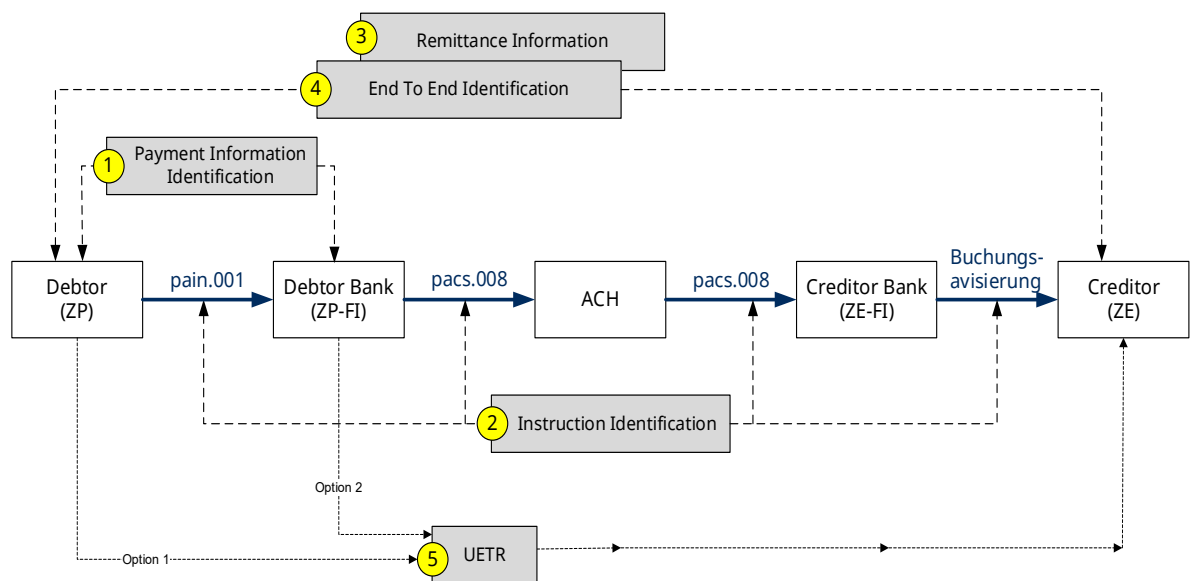 3
Remittance Information
4
End To End Identification
1
Payment Information
Identification
Debtor
(ZP)
pain.001
Debtor Bank
(ZP-FI)
pacs.008
ACH
pacs.008
Creditor Bank
(ZE-FI)
Buchungs-
avisierung
Creditor
(ZE)
2
Instruction Identification
Option 2
Option 1
5
UETR